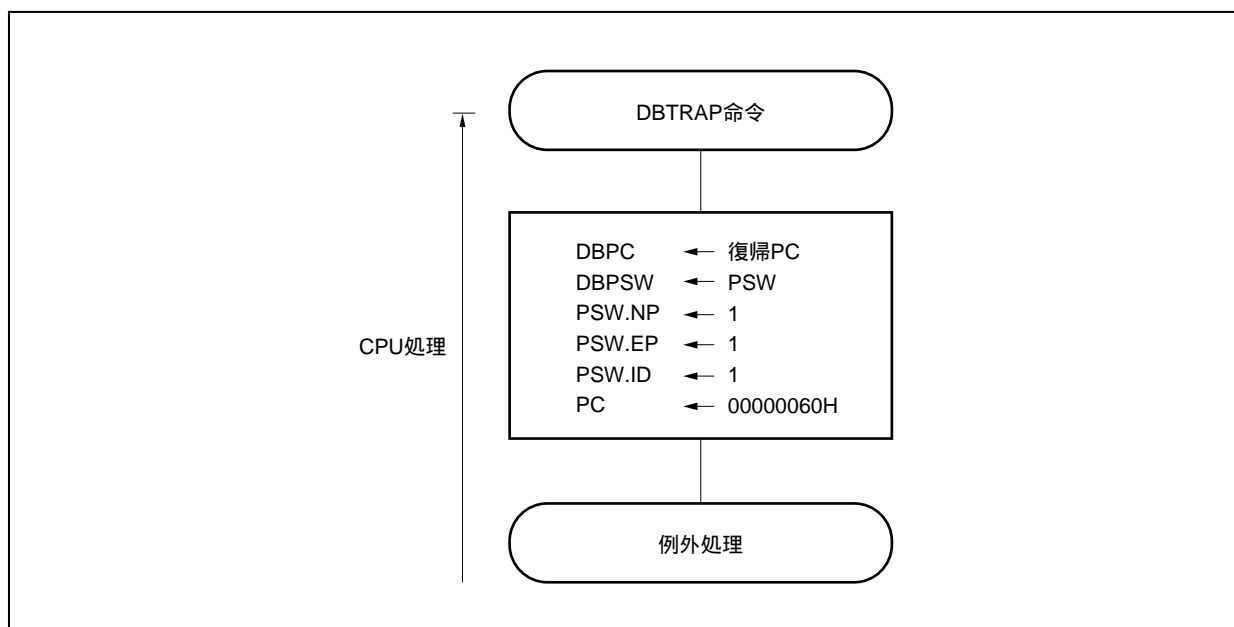 DBTRAP命令
CPU処理
DBPC ← 復帰PC
DBPSW ← PSW
PSW.NP ← 1
PSW.EP ← 1
PSW.ID ← 1
PC ← 00000060H
例外処理